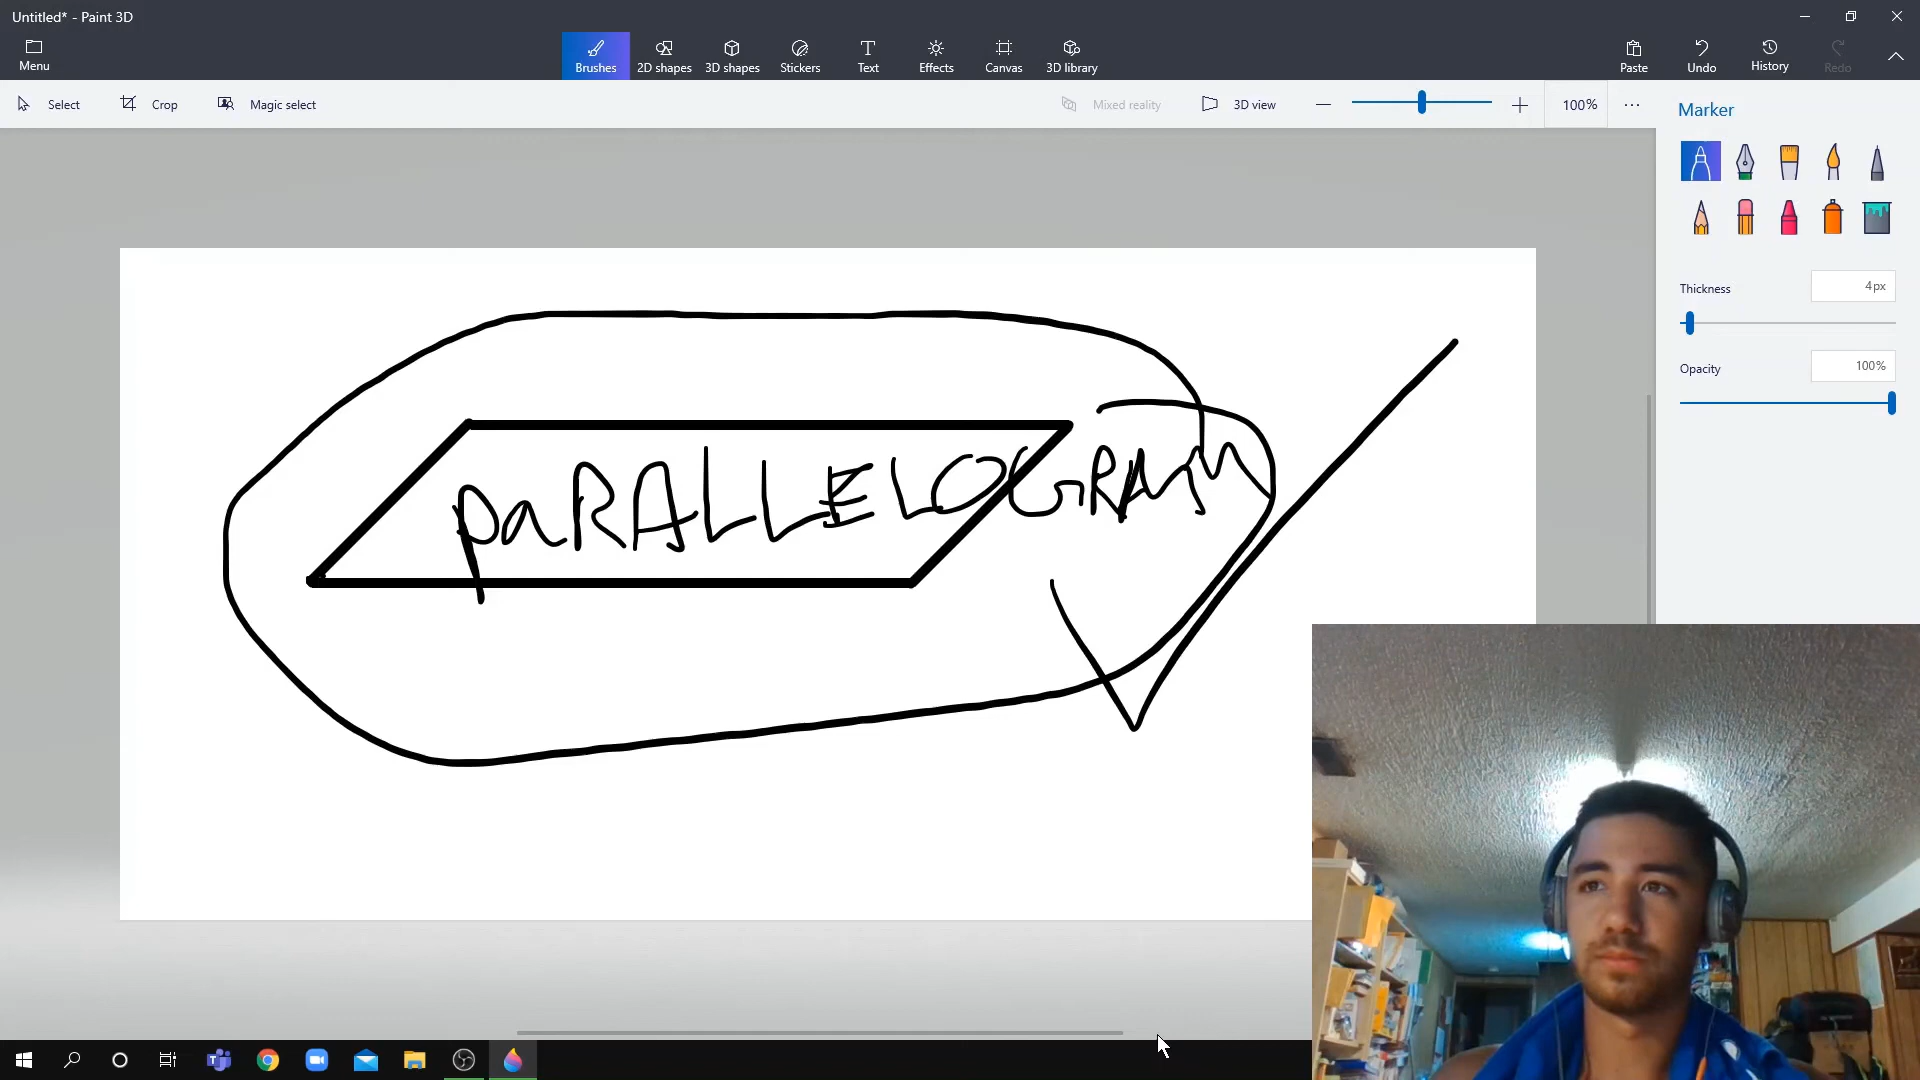 Untitled* - Paint 3D
Menu
Brushes
2D shapes
3D shapes
Stickers
Text
Effects
Canvas
3D library
Paste
Undo
History
Redo
Select
Crop
Magic select
Mixed reality
3D view
100%
Marker
Thickness
4px
Opacity
100%
paRALLELOGRAM